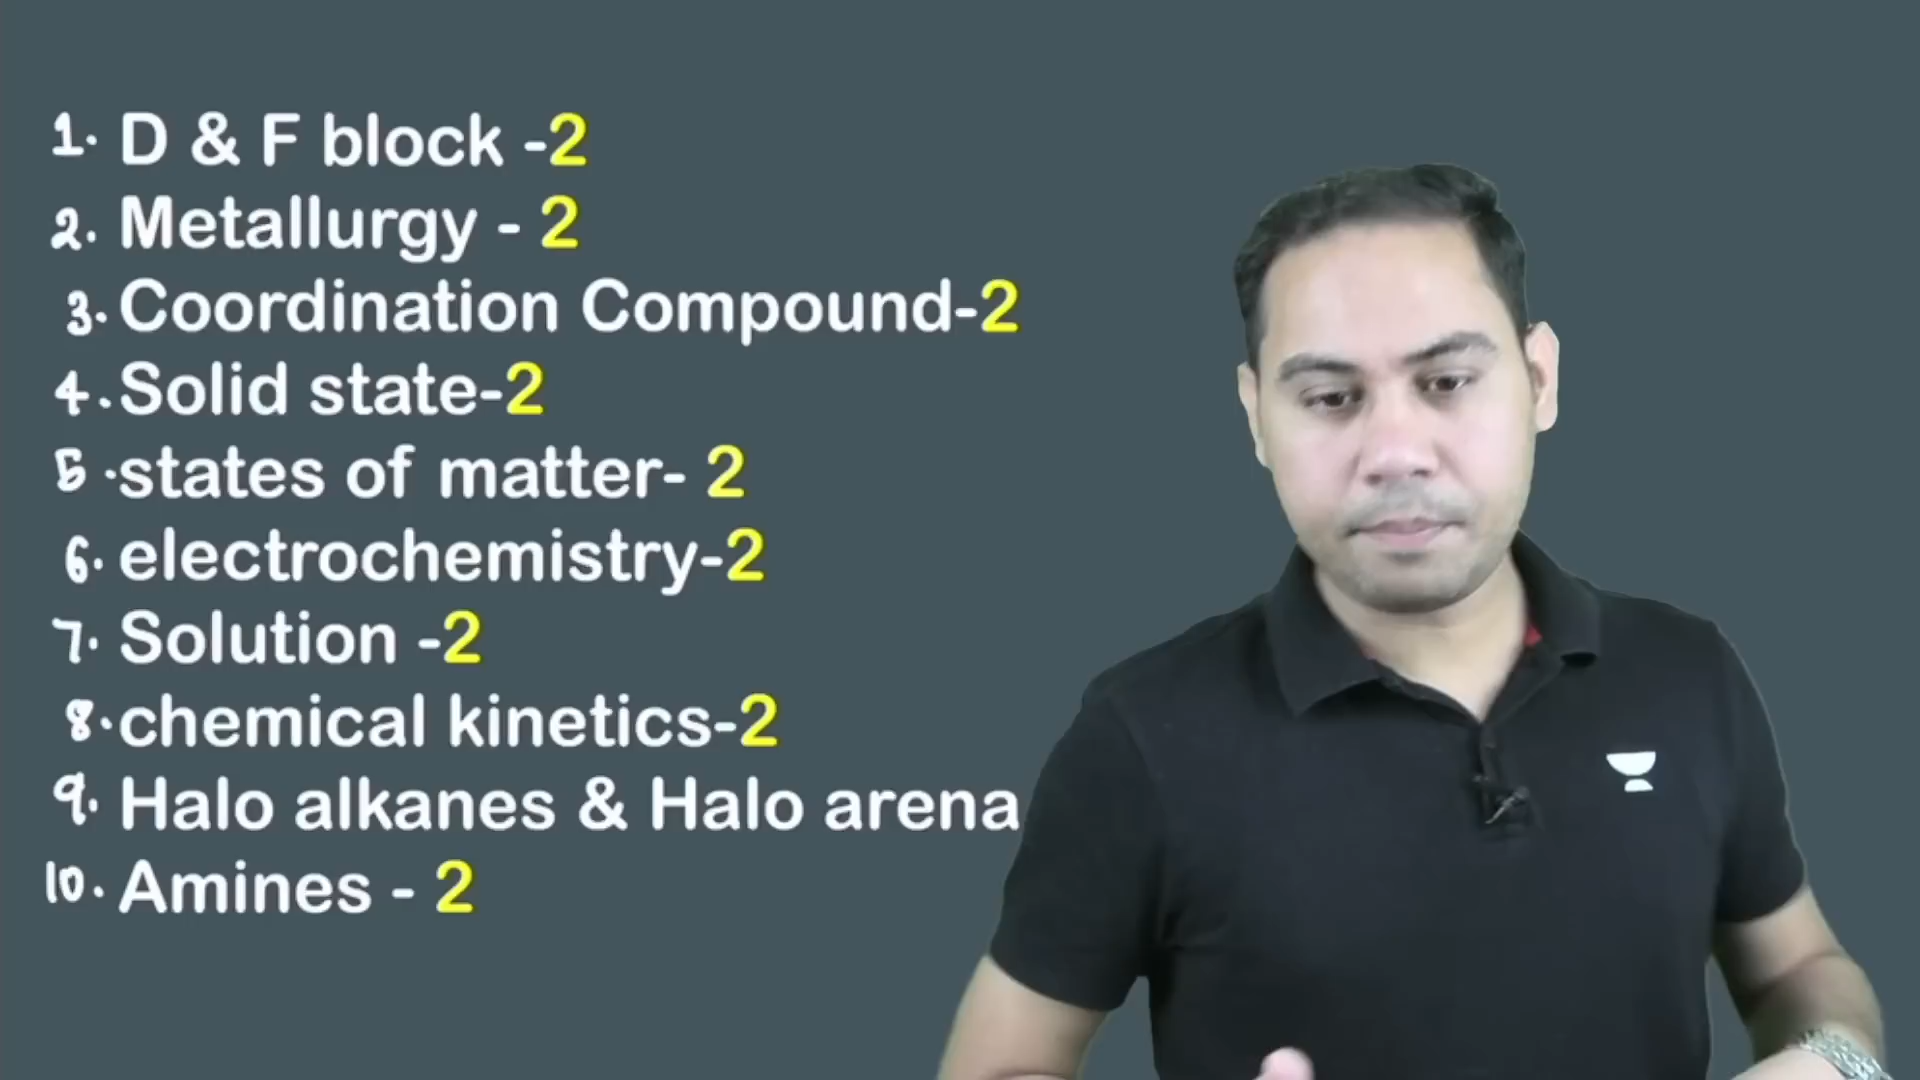 1. D & F block -2
2. Metallurgy - 2
3. Coordination Compound-2
4. Solid state-2
5. states of matter- 2
6. electrochemistry-2
7. Solution -2
8. chemical kinetics-2
9. Halo alkanes & Halo arena
10. Amines - 2